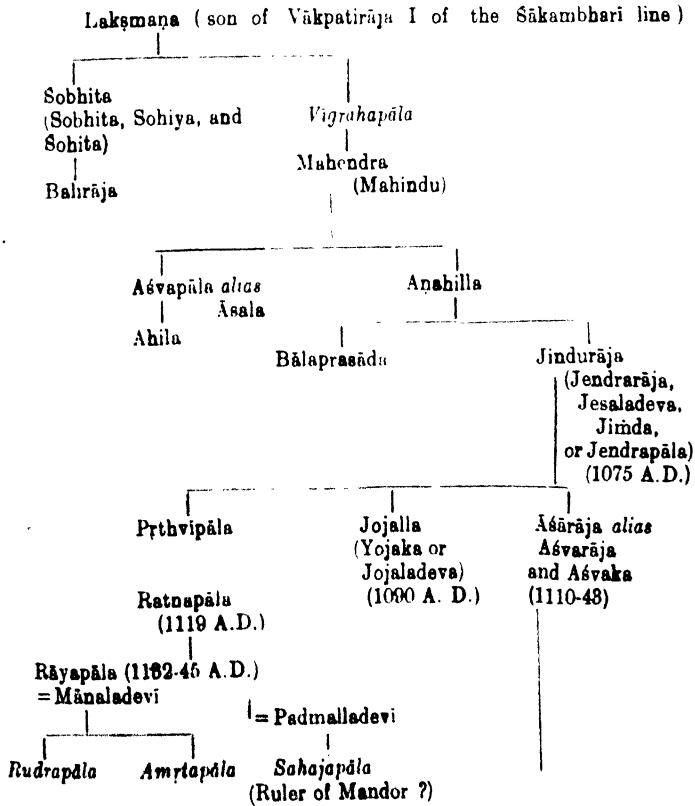 Lakṣmaṇa ( son of Vākpatirāja I of the Śākambharī line )
Sobhita
(Sobhita, Sohiya, and
Sohita)
Vigrahapāla
Mahendra
(Mahindu)
Balirāja
Aśvapāla alias
Āsala
Aṇahilla
Ahila
Bālaprasāda
Jindurāja
(Jendrarāja,
Jesaladeva,
Jiṁda,
or Jendrapāla)
(1075 A.D.)
Pṛthvipāla
Jojalla
(Yojaka or
Jojaladeva)
(1090 A. D.)
Āśārāja alias
Aśvarāja
and Aśvaka
(1110-43)
Ratnapāla
(1119 A.D.)
Rāyapāla (1132-45 A.D.)
= Mānaladevī
= Padmalladevi
Rudrapāla
Amṛtapāla
Sahajapāla
(Ruler of Mandor ?)